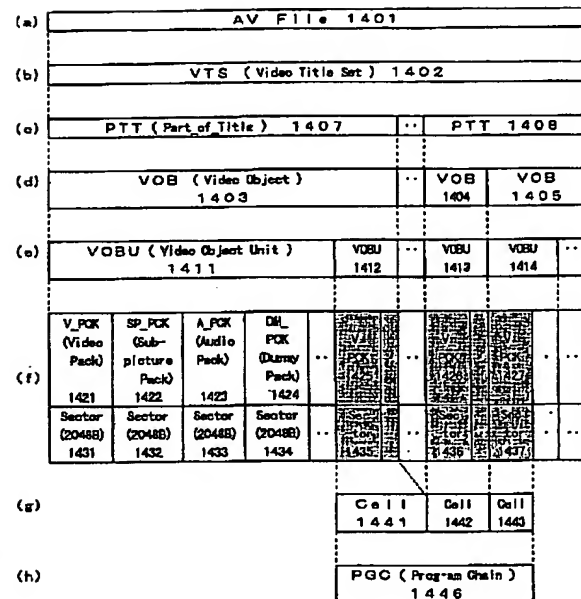 (a) AV File 1401
(b) VTS (Video Title Set) 1402
(c) PTT (Part_of_Title) 1407 ·· PTT 1408
(d) VOB (Video Object) 1403 ·· VOB 1404 VOB 1405
(e) VOBU (Video Object Unit) 1411 VOBU 1412 ·· VOBU 1413 VOBU 1414 ··
(f)
V_PCK (Video Pack) 1421
SP_PCK (Sub-picture Pack) 1422
A_PCK (Audio Pack) 1423
DM_PCK (Dummy Pack) 1424
Sector (2048B) 1431
Sector (2048B) 1432
Sector (2048B) 1433
Sector (2048B) 1434
1435
1436
1437
(g) Cell 1441 Cell 1442 Cell 1443
(h) PGC (Program Chain) 1446